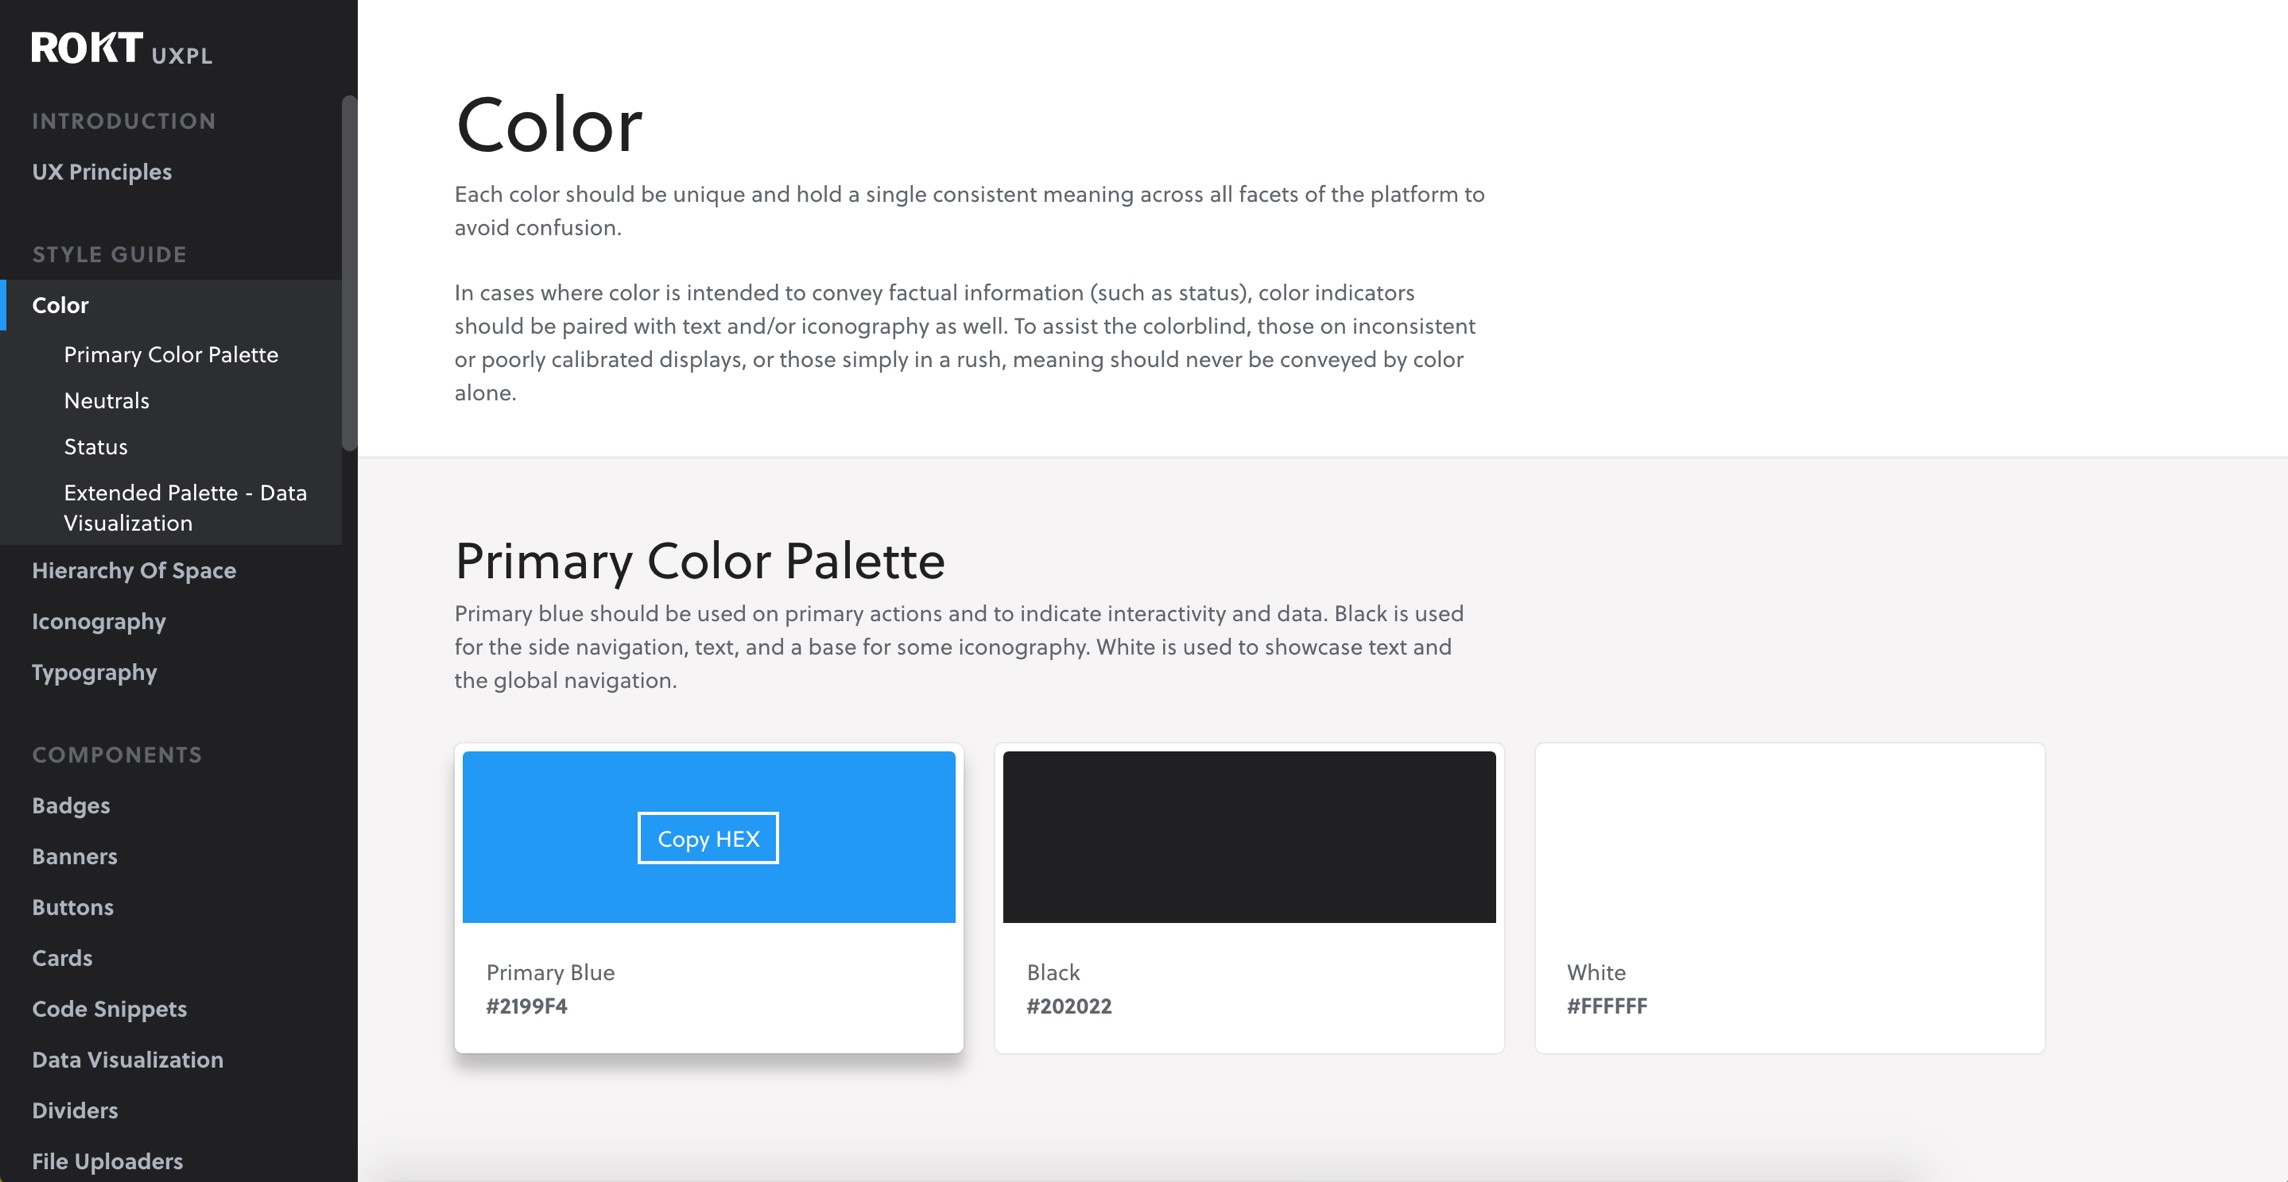 ROKT UXPL
INTRODUCTION
UX Principles
STYLE GUIDE
Color
Primary Color Palette
Neutrals
Status
Extended Palette - Data
Visualization
Hierarchy Of Space
Iconography
Typography
COMPONENTS
Badges
Banners
Buttons
Cards
Code Snippets
Data Visualization
Dividers
File Uploaders
Color
Each color should be unique and hold a single consistent meaning across all facets of the platform to
avoid confusion.
In cases where color is intended to convey factual information (such as status), color indicators
should be paired with text and/or iconography as well. To assist the colorblind, those on inconsistent
or poorly calibrated displays, or those simply in a rush, meaning should never be conveyed by color
alone.
Primary Color Palette
Primary blue should be used on primary actions and to indicate interactivity and data. Black is used
for the side navigation, text, and a base for some iconography. White is used to showcase text and
the global navigation.
Copy HEX
Primary Blue
#2199F4
Black
#202022
White
#FFFFFF